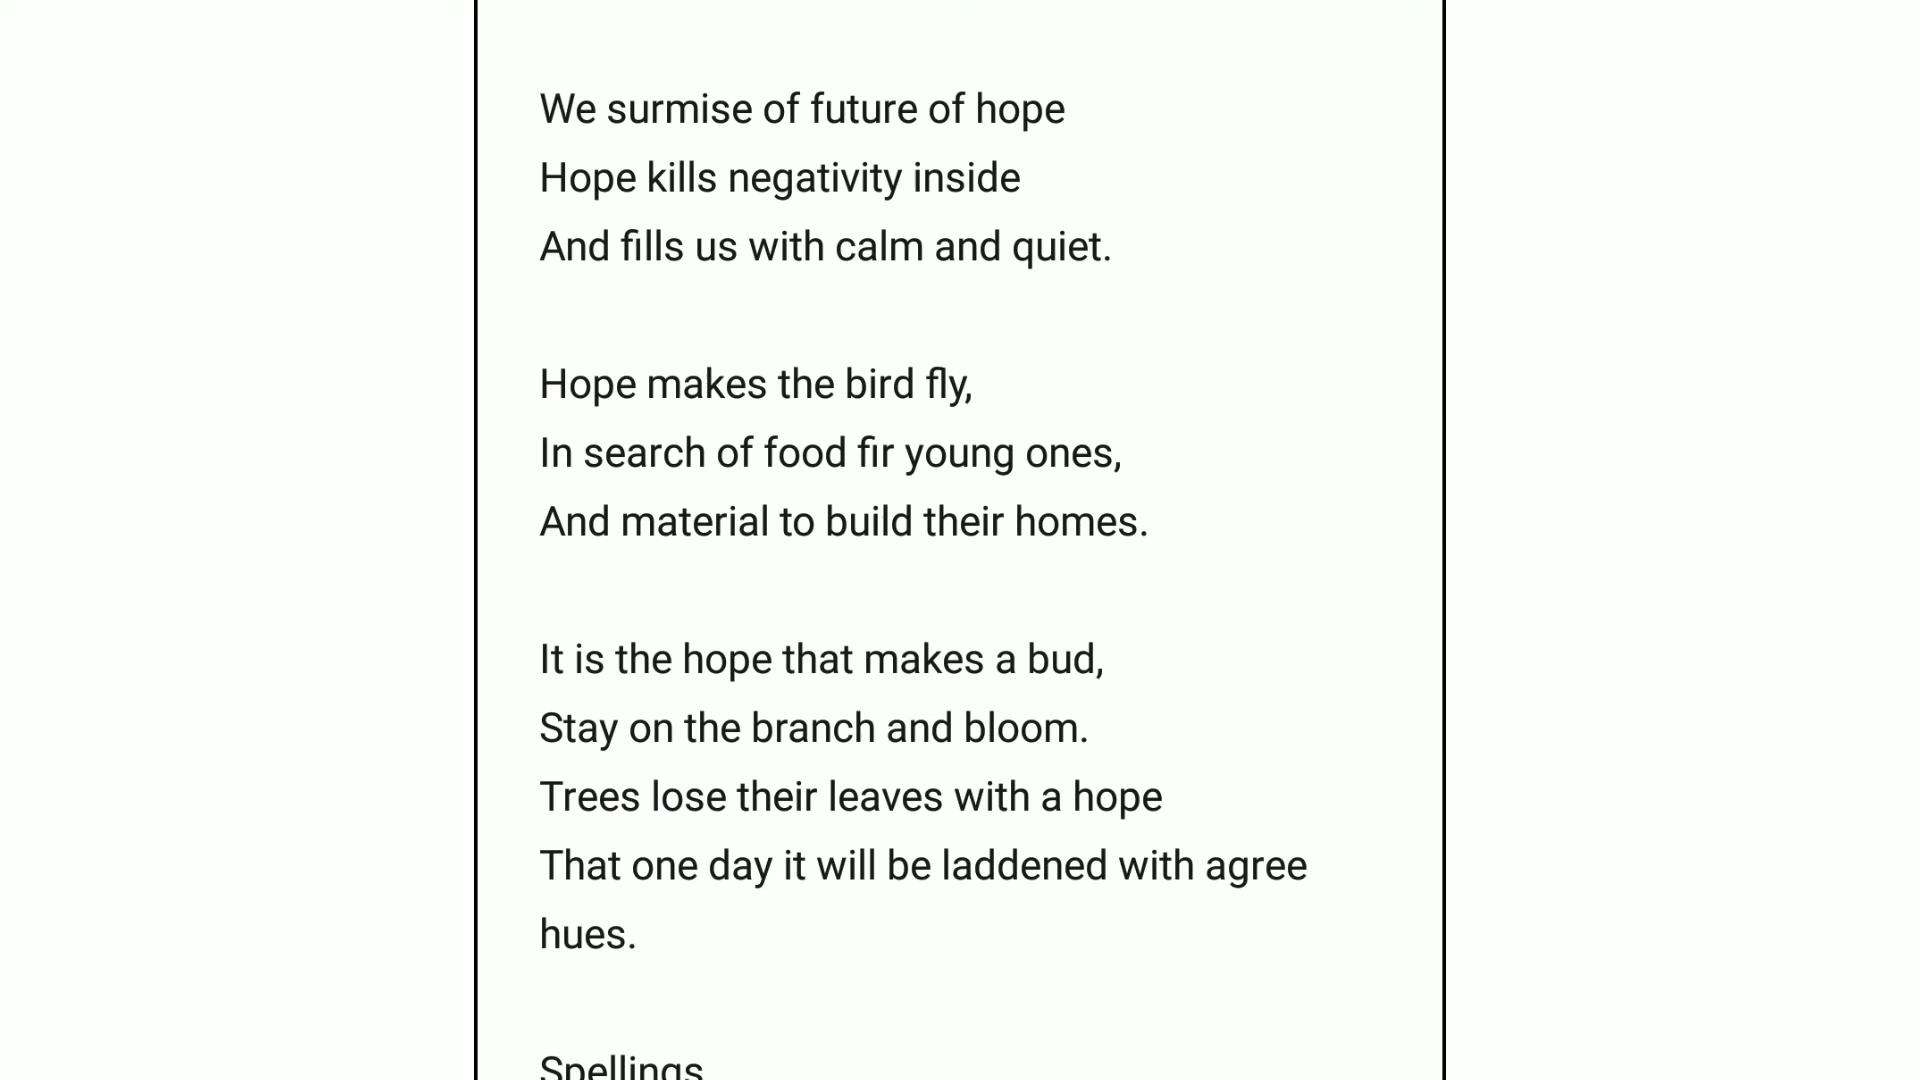 We surmise of future of hope
Hope kills negativity inside
And fills us with calm and quiet.
Hope makes the bird fly,
In search of food fir young ones,
And material to build their homes.
It is the hope that makes a bud,
Stay on the branch and bloom.
Trees lose their leaves with a hope
That one day it will be laddened with agree
hues.
Spellings